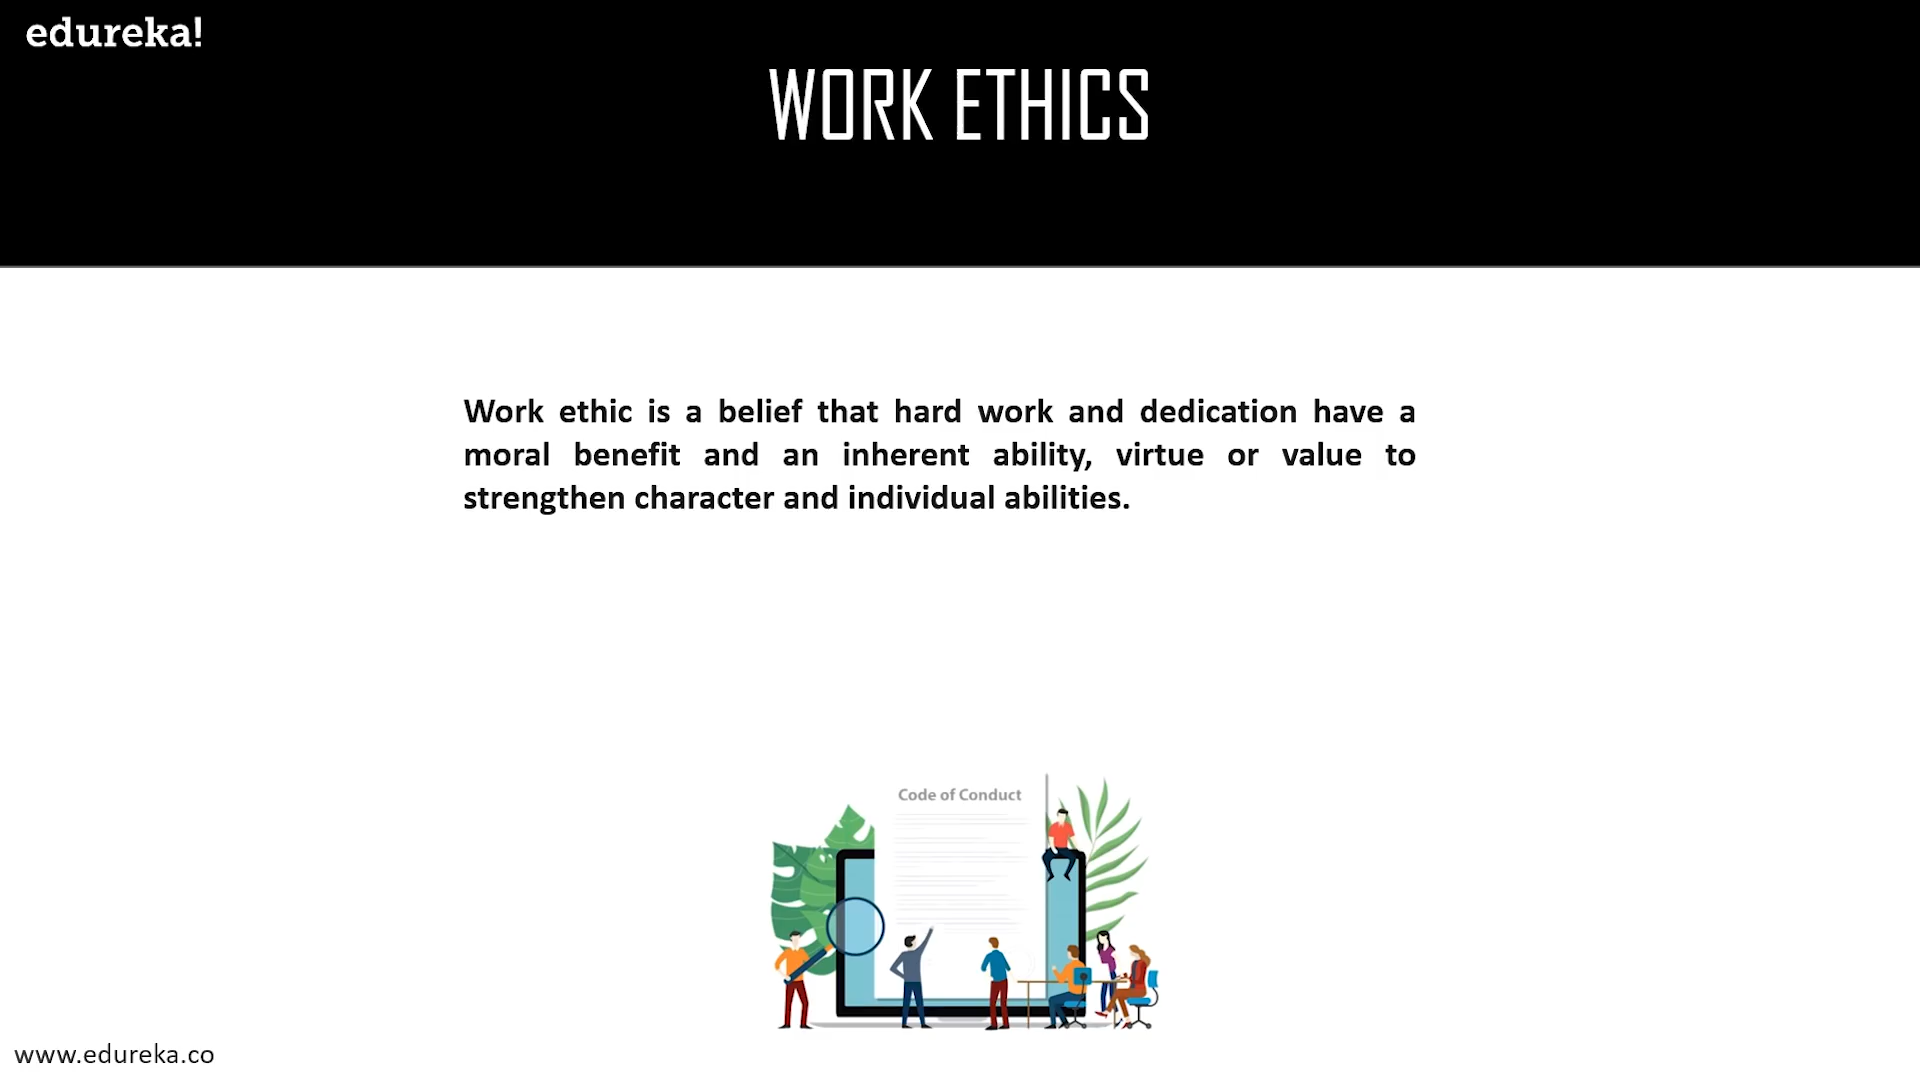 edureka!
WORK ETHICS
Work ethic is a belief that hard work and dedication have a
moral benefit and an inherent ability, virtue or value to
strengthen character and individual abilities.
Code of Conduct
www.edureka.co